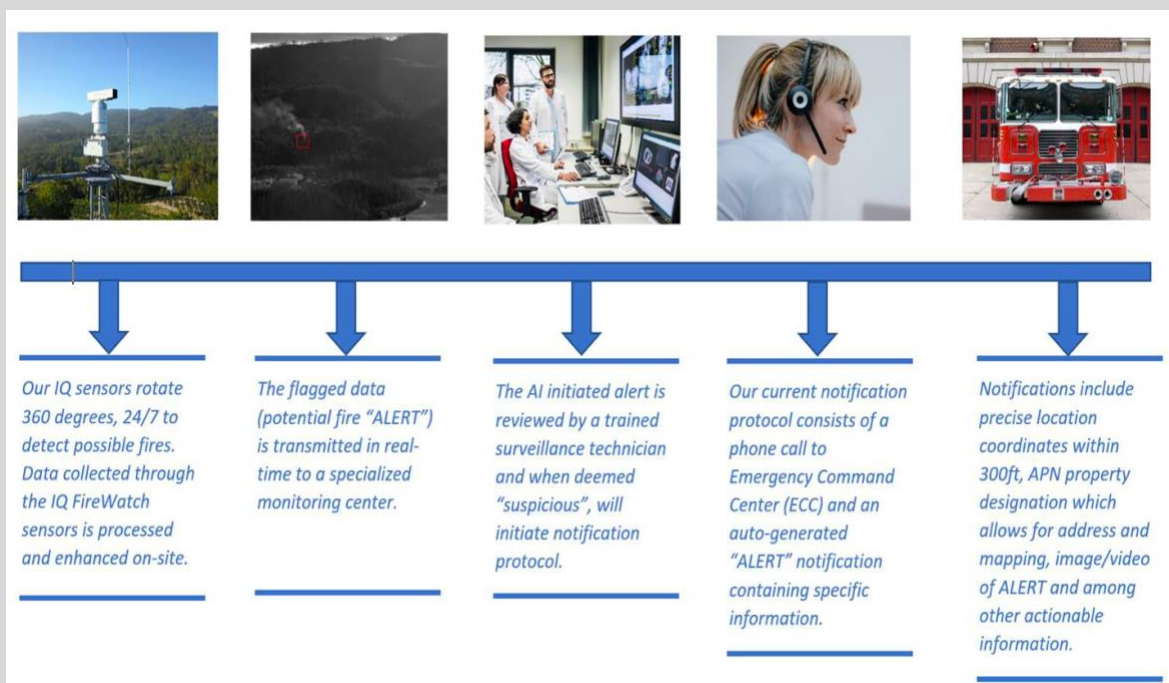 Our IQ sensors rotate
360 degrees, 24/7 to
detect possible fires.
Data collected through
the IQ FireWatch
sensors is processed
and enhanced on-site.
The flagged data
(potential fire “ALERT”)
is transmitted in real-
time to a specialized
monitoring center.
The AI initiated alert is
reviewed by a trained
surveillance technician
and when deemed
“suspicious”, will
initiate notification
protocol.
Our current notification
protocol consists of a
phone call to
Emergency Command
Center (ECC) and an
auto-generated
“ALERT” notification
containing specific
information.
Notifications include
precise location
coordinates within
300ft, APN property
designation which
allows for address and
mapping, image/video
of ALERT and among
other actionable
information.